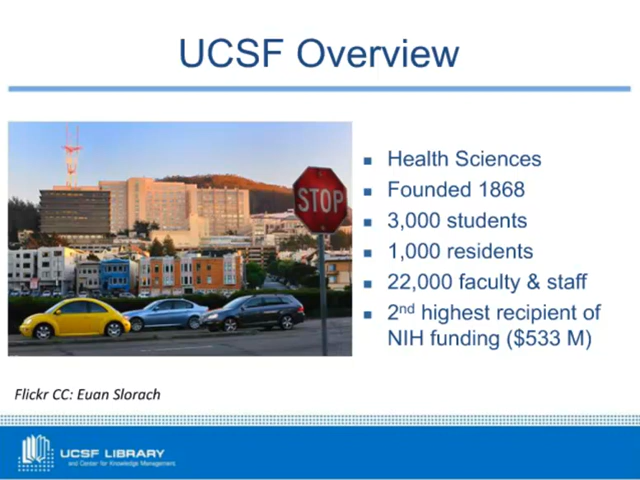 UCSF Overview
STOP
Health Sciences
Founded 1868
3,000 students
1,000 residents
22,000 faculty & staff
2nd highest recipient of
NIH funding ($533 M)
Flickr CC: Euan Slorach
UCSF LIBRARY
and Center for Knowledge Management